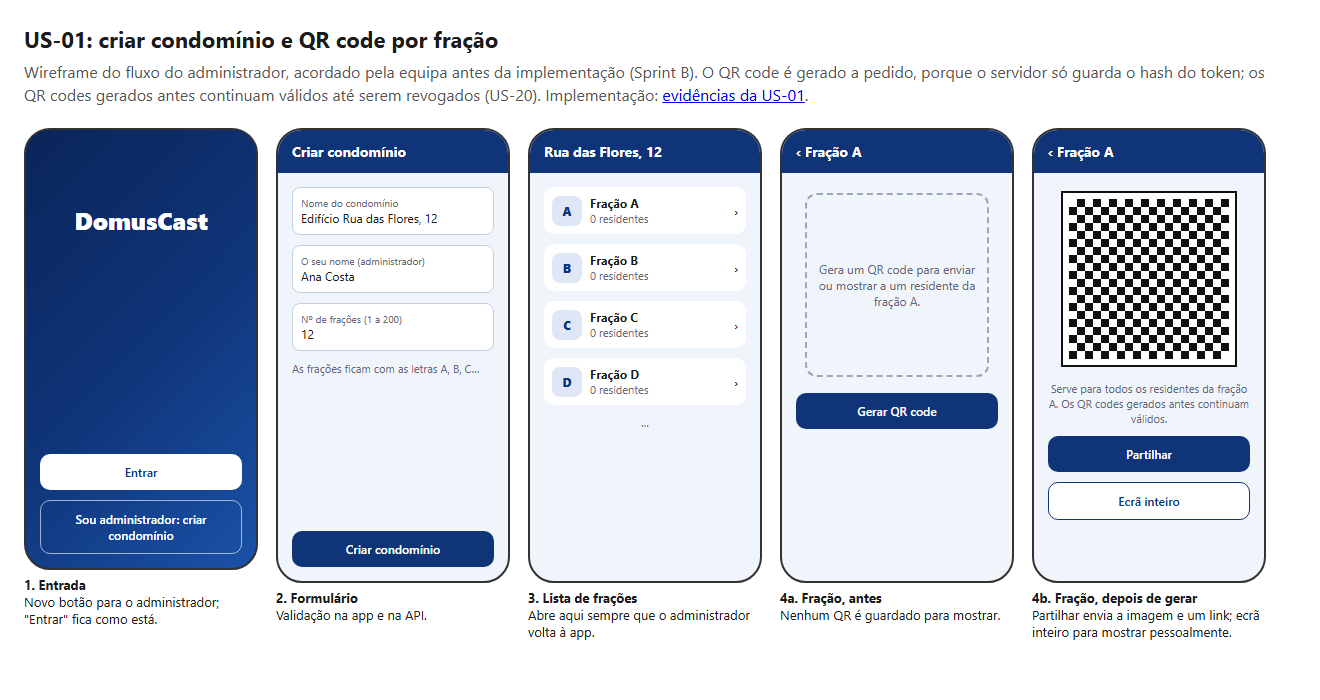 US-01: criar condomínio e QR code por fração
Wireframe do fluxo do administrador, acordado pela equipa antes da implementação (Sprint B). O QR code é gerado a pedido, porque o servidor só guarda o hash do token; os
QR codes gerados antes continuam válidos até serem revogados (US-20). Implementação: evidências da US-01.
DomusCast
Entrar
Sou administrador: criar
condomínio
1. Entrada
Novo botão para o administrador;
"Entrar" fica como está.
Criar condomínio
Nome do condomínio
Edifício Rua das Flores, 12
O seu nome (administrador)
Ana Costa
Nº de frações (1 a 200)
12
As frações ficam com as letras A, B, C...
Criar condomínio
2. Formulário
Validação na app e na API.
Rua das Flores, 12
A
Fração A
0 residentes
›
B
Fração B
0 residentes
›
C
Fração C
0 residentes
›
D
Fração D
0 residentes
›
...
3. Lista de frações
Abre aqui sempre que o administrador
volta à app.
‹ Fração A
Gera um QR code para enviar
ou mostrar a um residente da
fração A.
Gerar QR code
4a. Fração, antes
Nenhum QR é guardado para mostrar.
‹ Fração A
Serve para todos os residentes da fração
A. Os QR codes gerados antes continuam
válidos.
Partilhar
Ecrã inteiro
4b. Fração, depois de gerar
Partilhar envia a imagem e um link; ecrã
inteiro para mostrar pessoalmente.